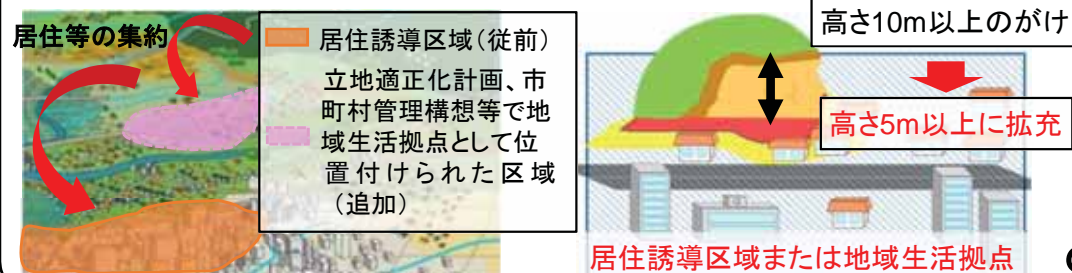 居住等の集約
居住誘導区域(従前)
立地適正化計画、市
町村管理構想等で地
域生活拠点として位
置付けられた区域
(追加)
高さ10m以上のがけ
高さ5m以上に拡充
居住誘導区域または地域生活拠点